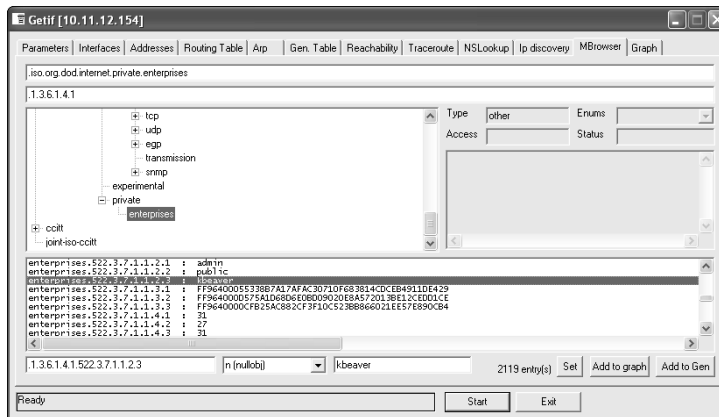 Getif [10.11.12.154]
Parameters Interfaces Addresses Routing Table Arp Gen. Table Reachability Traceroute NSLookup Ip discovery MBrowser Graph
.iso.org.dod.internet.private.enterprises
.1.3.6.1.4.1
tcp
udp
egp
transmission
snmp
experimental
private
enterprises
ccitt
joint-iso-ccitt
Type other Enums
Access Status
enterprises.522.3.7.1.1.2.1 : admin
enterprises.522.3.7.1.1.2.2 : public
enterprises.522.3.7.1.1.2.3 : kbeaver
enterprises.522.3.7.1.1.3.1 : FF96400055338B7A17AFAC30710F683814CDCEB4911DE429
enterprises.522.3.7.1.1.3.2 : FF964000D575A1D68D6E0BD09020E8A572013BE12CEDD1CE
enterprises.522.3.7.1.1.3.3 : FF964000CFB25AC882CF3F10C523BB866021EE57E890CB4
enterprises.522.3.7.1.1.4.1 : 31
enterprises.522.3.7.1.1.4.2 : 27
enterprises.522.3.7.1.1.4.3 : 31
.1.3.6.1.4.1.522.3.7.1.1.2.3 n (nullobj) kbeaver 2119 entry(s) Set Add to graph Add to Gen
Ready Start Exit